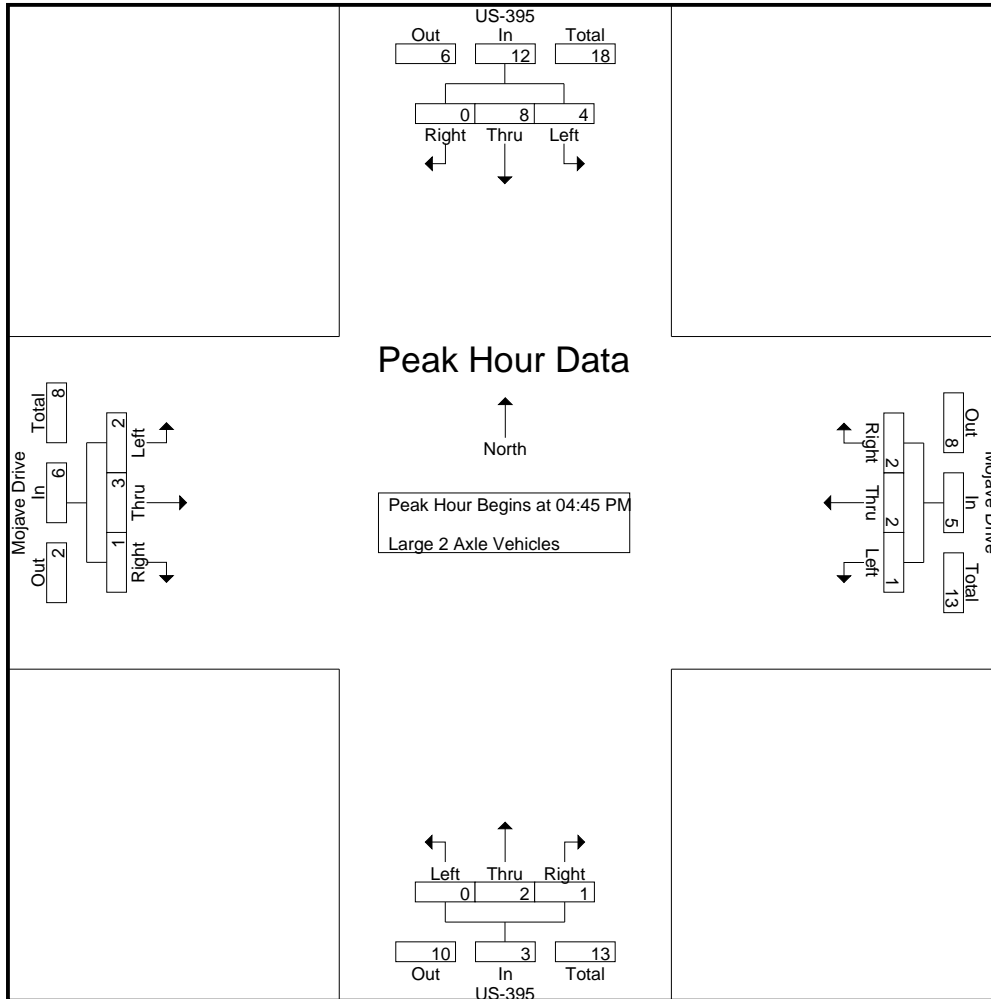 US-395
Out In Total
6 12 18
0 8 4
Right Thru Left
Peak Hour Data
North
Peak Hour Begins at 04:45 PM
Large 2 Axle Vehicles
Mojave Drive
Out In Total
2 6 8
Right Thru Left
1 3 2
Mojave Drive
Out In Total
8 5 13
Right Thru Left
2 2 1
Left Thru Right
0 2 1
10 3 13
Out In Total
US-395